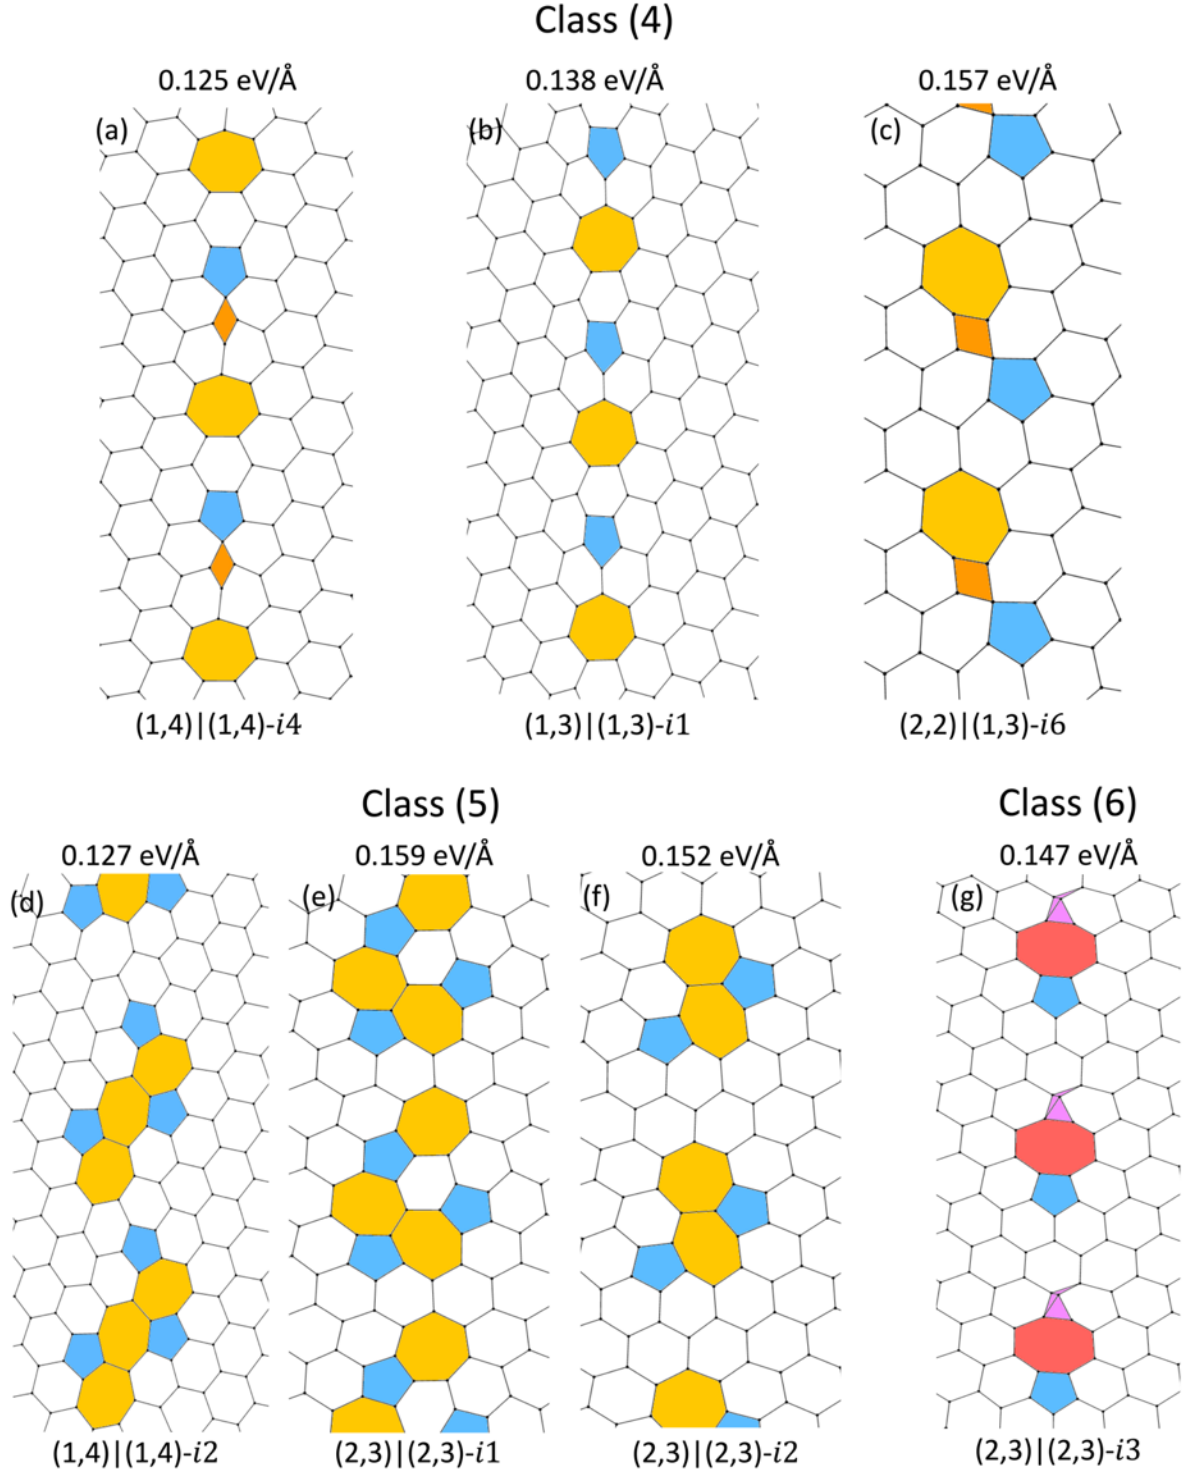 Class (4)
0.125 eV/Å
0.138 eV/Å
0.157 eV/Å
(a)
(b)
(c)
(1,4)|(1,4)-i4
(1,3)|(1,3)-i1
(2,2)|(1,3)-i6
Class (5)
Class (6)
0.127 eV/Å
0.159 eV/Å
0.152 eV/Å
0.147 eV/Å
(d)
(e)
(f)
(g)
(1,4)|(1,4)-i2
(2,3)|(2,3)-i1
(2,3)|(2,3)-i2
(2,3)|(2,3)-i3